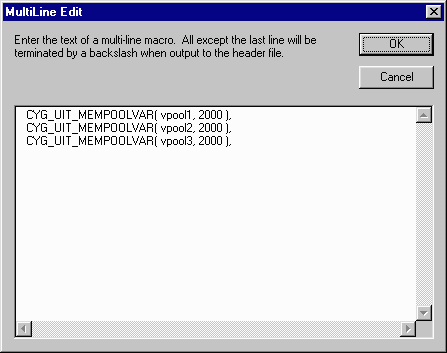 MultiLine Edit
Enter the text of a multi-line macro. All except the last line will be
terminated by a backslash when output to the header file.
OK
Cancel
CYG_UIT_MEMPOOLVAR( vpool1, 2000 ),
CYG_UIT_MEMPOOLVAR( vpool2, 2000 ),
CYG_UIT_MEMPOOLVAR( vpool3, 2000 ),